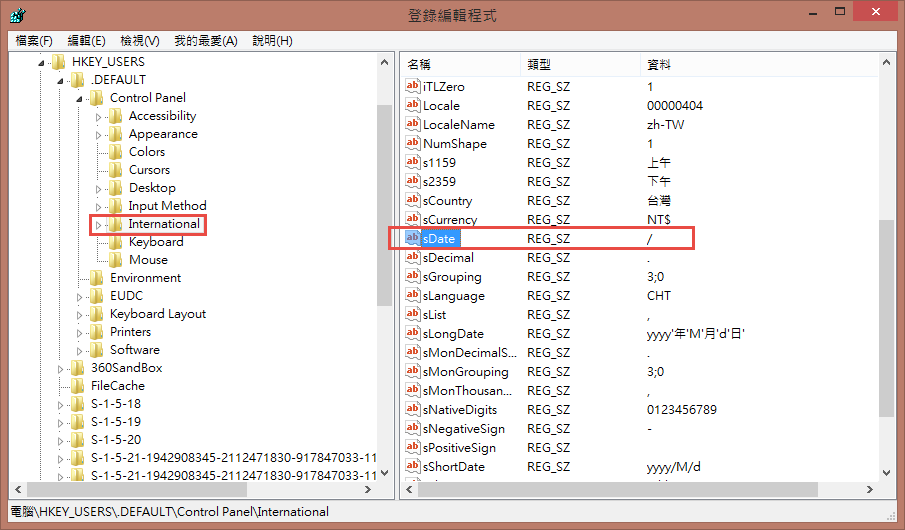 登錄編輯程式
檔案(F) 編輯(E) 檢視(V) 我的最愛(A) 說明(H)
HKEY_USERS
.DEFAULT
Control Panel
Accessibility
Appearance
Colors
Cursors
Desktop
Input Method
International
Keyboard
Mouse
Environment
EUDC
Keyboard Layout
Printers
Software
360SandBox
FileCache
S-1-5-18
S-1-5-19
S-1-5-20
S-1-5-21-1942908345-2112471830-917847033-11
S-1-5-21-1942908345-2112471830-917847033-11
名稱 類型 資料
iTLZero REG_SZ 1
Locale REG_SZ 00000404
LocaleName REG_SZ zh-TW
NumShape REG_SZ 1
s1159 REG_SZ 上午
s2359 REG_SZ 下午
sCountry REG_SZ 台灣
sCurrency REG_SZ NT$
sDate REG_SZ /
sDecimal REG_SZ .
sGrouping REG_SZ 3;0
sLanguage REG_SZ CHT
sList REG_SZ ,
sLongDate REG_SZ yyyy'年'M'月'd'日'
sMonDecimalS... REG_SZ .
sMonGrouping REG_SZ 3;0
sMonThousan... REG_SZ ,
sNativeDigits REG_SZ 0123456789
sNegativeSign REG_SZ -
sPositiveSign REG_SZ
sShortDate REG_SZ yyyy/M/d
電腦\HKEY_USERS\.DEFAULT\Control Panel\International